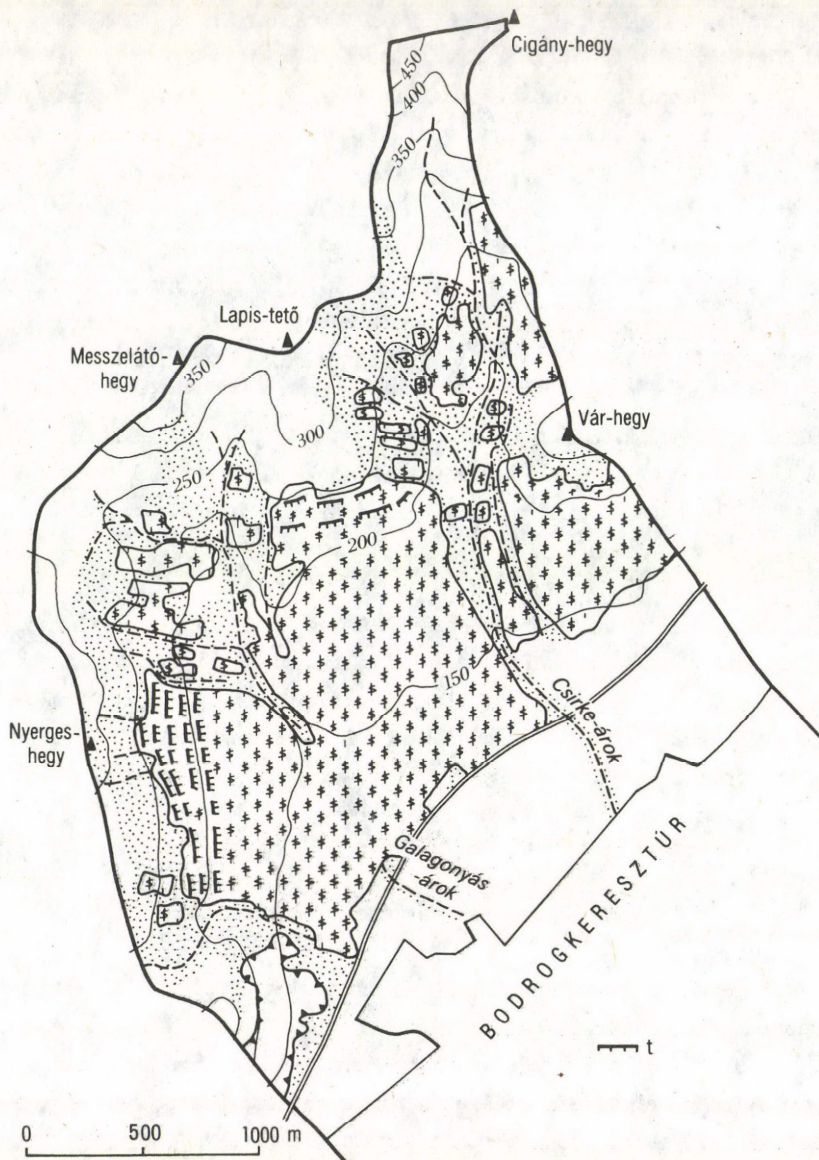 Cigány-hegy
450
400
350
Lapis-tető
Messzelátó-
hegy
350
Vár-hegy
300
250
200
150
Csirke-árok
Nyerges-
hegy
Galagonyás
-árok
BODROGKERESZTÚR
t
0 500 1000 m